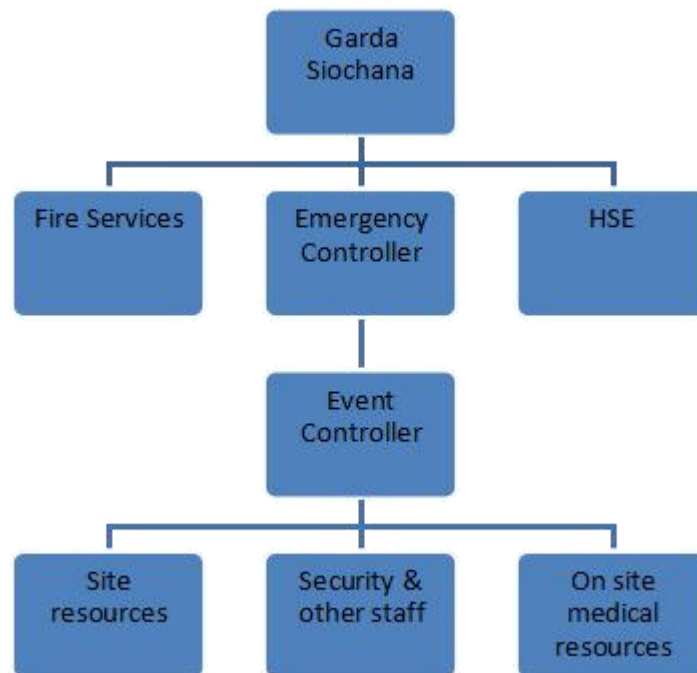 Garda
Siochana
Fire Services
Emergency
Controller
HSE
Event
Controller
Site
resources
Security &
other staff
On site
medical
resources